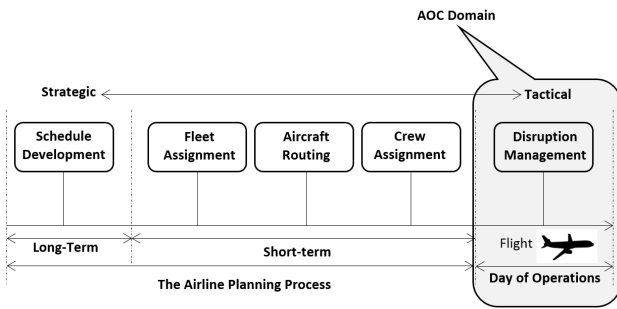 AOC Domain
Strategic
Tactical
Schedule
Development
Fleet
Assignment
Aircraft
Routing
Crew
Assignment
Disruption
Management
Long-Term
Short-term
Flight
The Airline Planning Process
Day of Operations